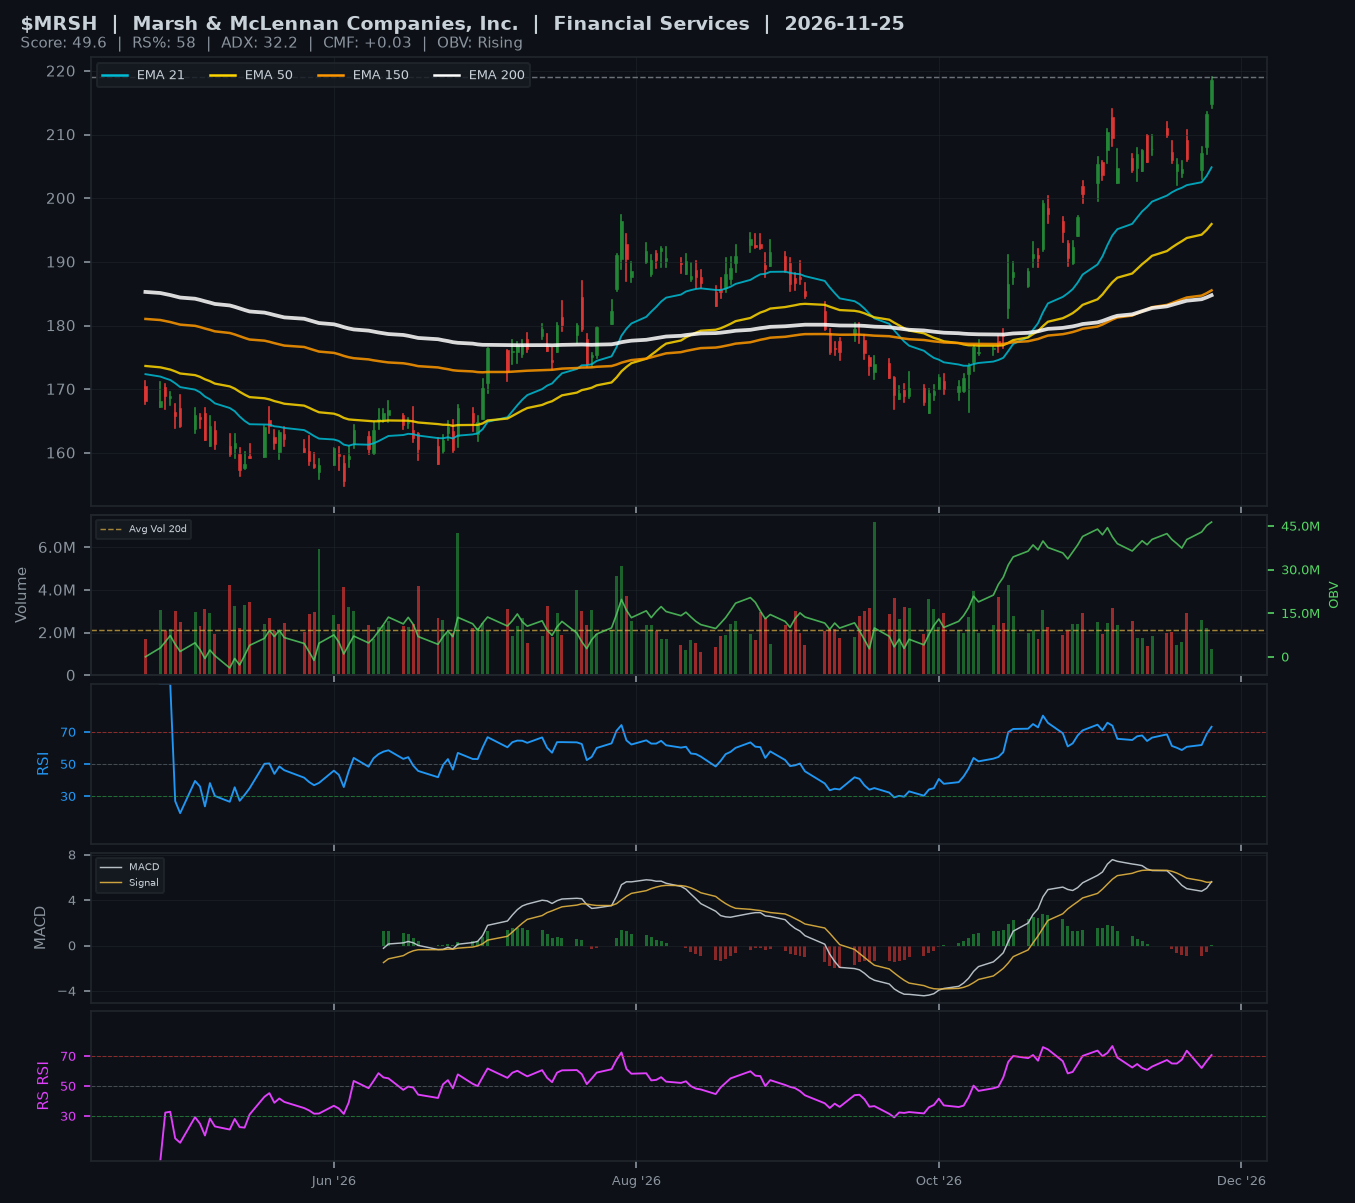 $MRSH | Marsh & McLennan Companies, Inc. | Financial Services | 2026-11-25
Score: 49.6 | RS%: 58 | ADX: 32.2 | CMF: +0.03 | OBV: Rising
EMA 21 EMA 50 EMA 150 EMA 200
220
210
200
190
180
170
160
Avg Vol 20d
Volume
6.0M
4.0M
2.0M
0
45.0M
30.0M
15.0M
0
OBV
RSI
70
50
30
MACD
Signal
MACD
8
4
0
−4
RS RSI
70
50
30
Jun '26 Aug '26 Oct '26 Dec '26